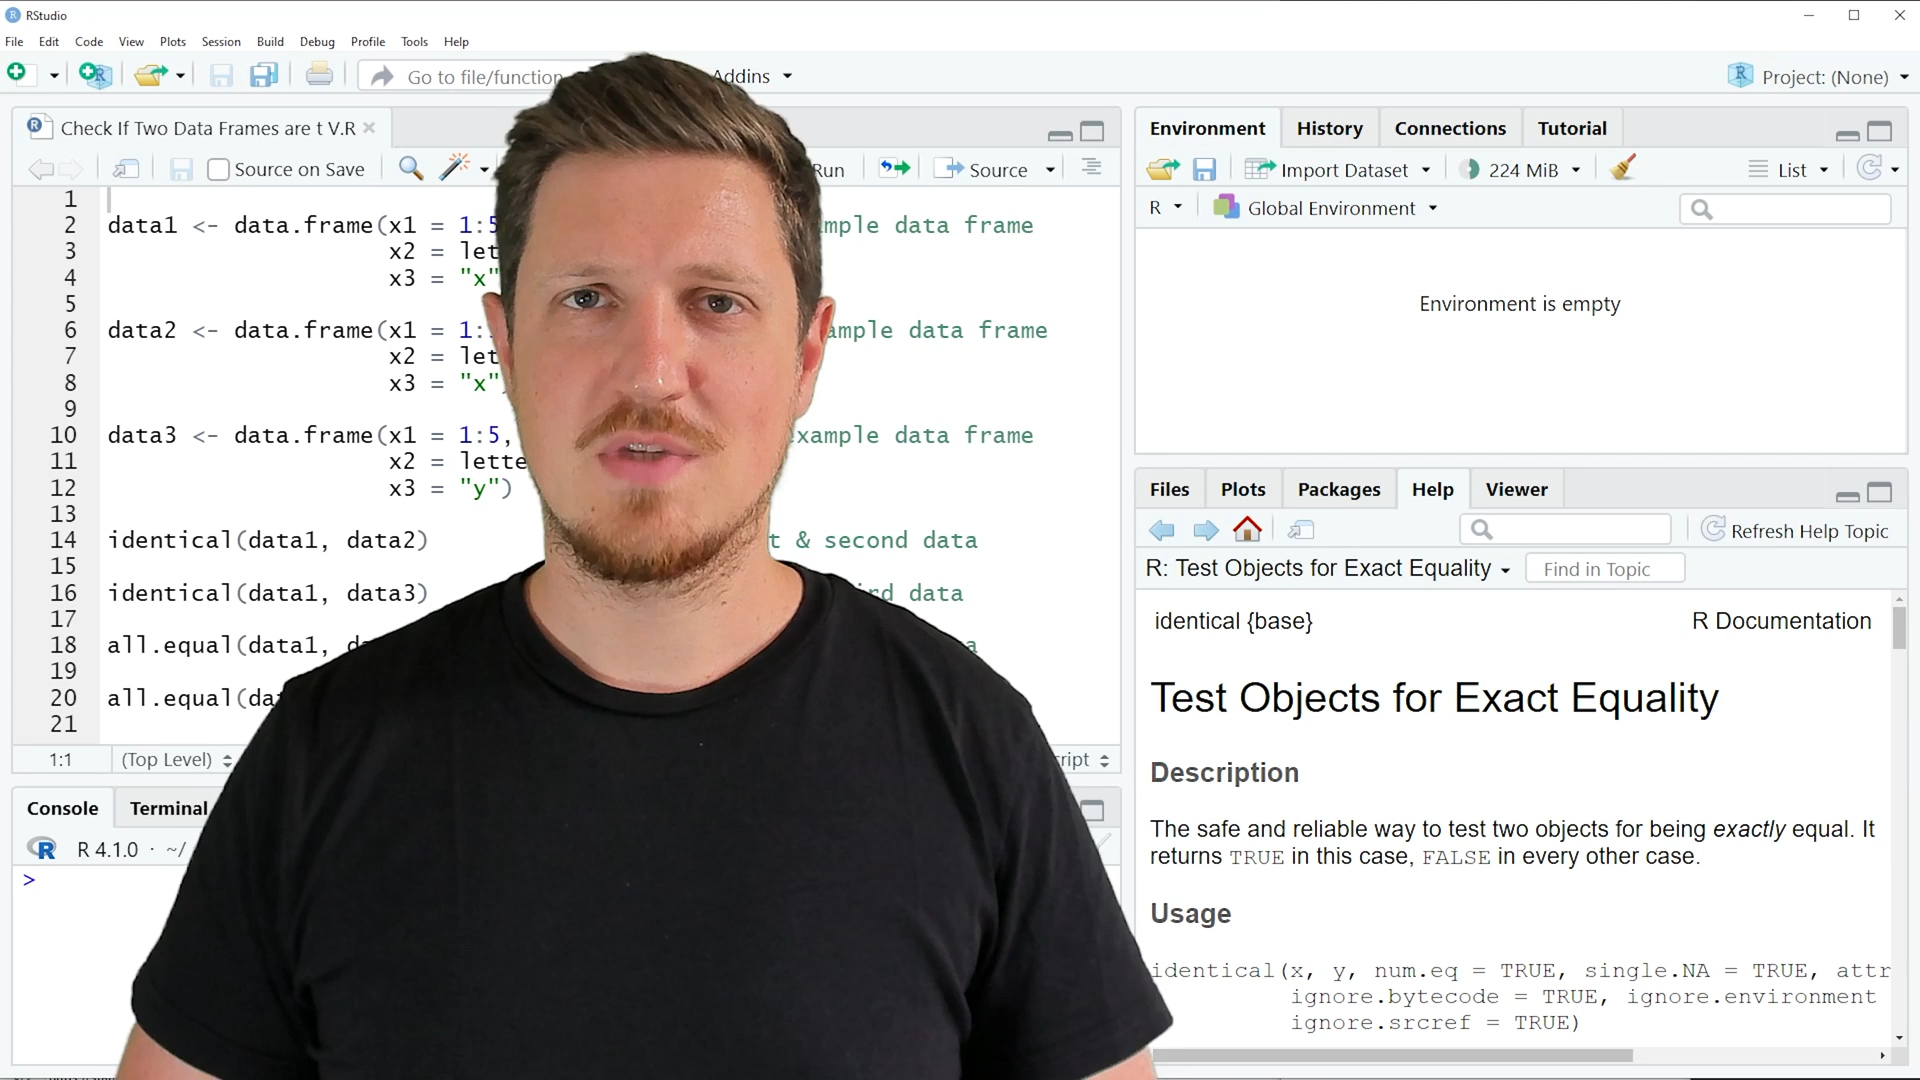 RStudio
File Edit Code View Plots Session Build Debug Profile Tools Help
Go to file/function Addins Project: (None)
Check If Two Data Frames are t V.R
Source on Save Run Source
1
2 data1 <- data.frame(x1 = 1:5 data frame
3 x2 =
4 x3 = "x"
5
6 data2 <- data.frame(x1 = 1: data frame
7 x2 =
8 x3 = "x"
9
10 data3 <- data.frame(x1 = 1:5, example data frame
11 x2 =
12 x3 = "y")
13
14 identical(data1, data2) & second data
15
16 identical(data1, data3) data
17
18 all.equal(data1,
19
20 all.equal(
21
1:1 (Top Level)
Console Terminal
R 4.1.0 · ~/
>
Environment History Connections Tutorial
Import Dataset 224 MiB List
R Global Environment
Environment is empty
Files Plots Packages Help Viewer
Refresh Help Topic
R: Test Objects for Exact Equality Find in Topic
identical {base} R Documentation
Test Objects for Exact Equality
Description
The safe and reliable way to test two objects for being exactly equal. It
returns TRUE in this case, FALSE in every other case.
Usage
identical(x, y, num.eq = TRUE, single.NA = TRUE, attr
ignore.bytecode = TRUE, ignore.environment
ignore.srcref = TRUE)